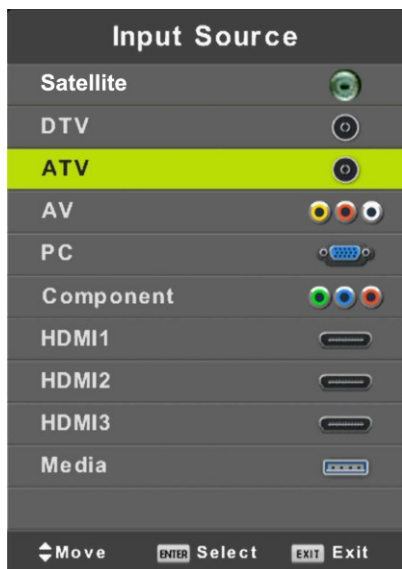 Input Source
Satellite
DTV
ATV
AV
PC
Component
HDMI1
HDMI2
HDMI3
Media
Move ENTER Select EXIT Exit